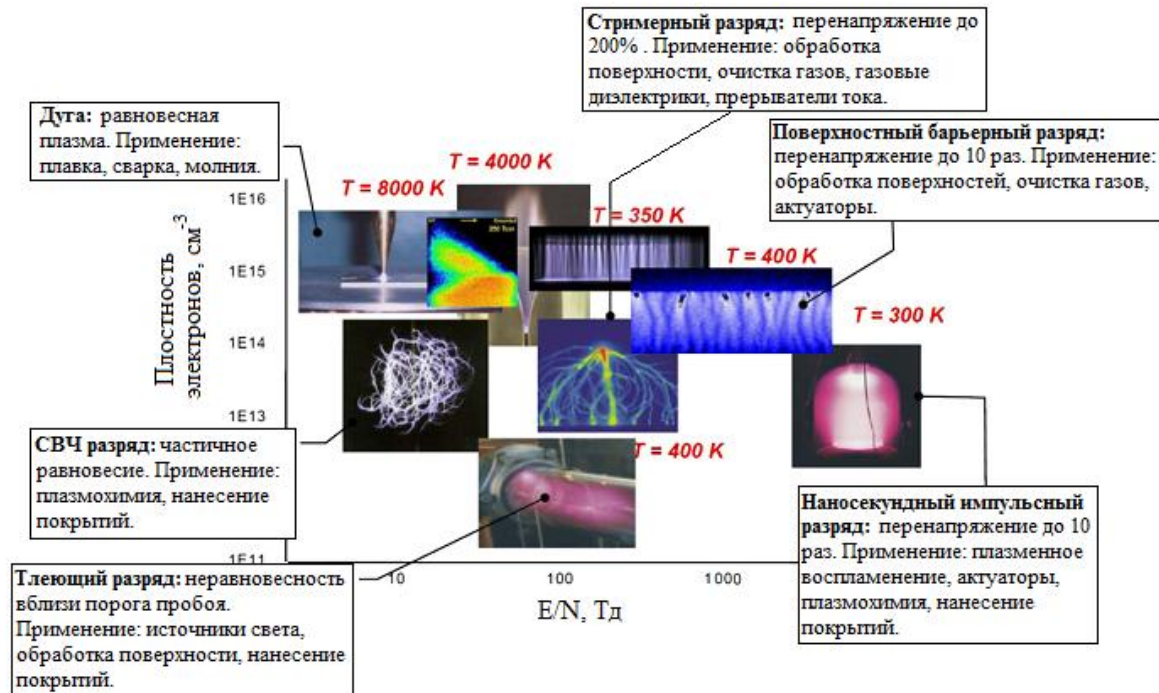 Стримерный разряд: перенапряжение до
200% . Применение: обработка
поверхности, очистка газов, газовые
диэлектрики, прерыватели тока.
Дуга: равновесная
плазма. Применение:
плавка, сварка, молния.
Поверхностный барьерный разряд:
перенапряжение до 10 раз. Применение:
обработка поверхностей, очистка газов,
актуаторы.
T = 4000 K
T = 8000 K
T = 350 K
T = 400 K
T = 300 K
T = 400 K
Плостность
электронов, см⁻³
1E16
1E15
1E14
1E13
1E11
СВЧ разряд: частичное
равновесие. Применение:
плазмохимия, нанесение
покрытий.
Наносекундный импульсный
разряд: перенапряжение до 10
раз. Применение: плазменное
воспламенение, актуаторы,
плазмохимия, нанесение
покрытий.
Тлеющий разряд: неравновесность
вблизи порога пробоя.
Применение: источники света,
обработка поверхности, нанесение
покрытий.
10
100
1000
E/N, Тд